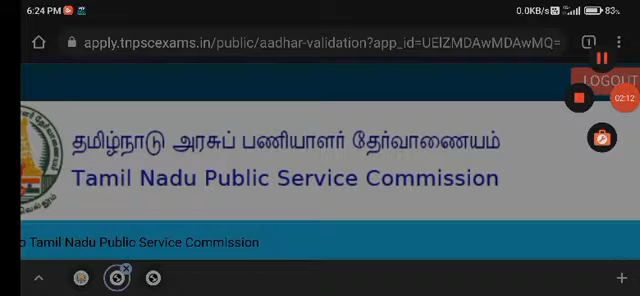 6:24 PM 0.0KB/s 83%
apply.tnpscexams.in/public/aadhar-validation?app_id=UElZMDAwMDAwMQ= 1
LOGOUT
02:12
தமிழ்நாடு அரசுப் பணியாளர் தேர்வாணையம்
Tamil Nadu Public Service Commission
o Tamil Nadu Public Service Commission